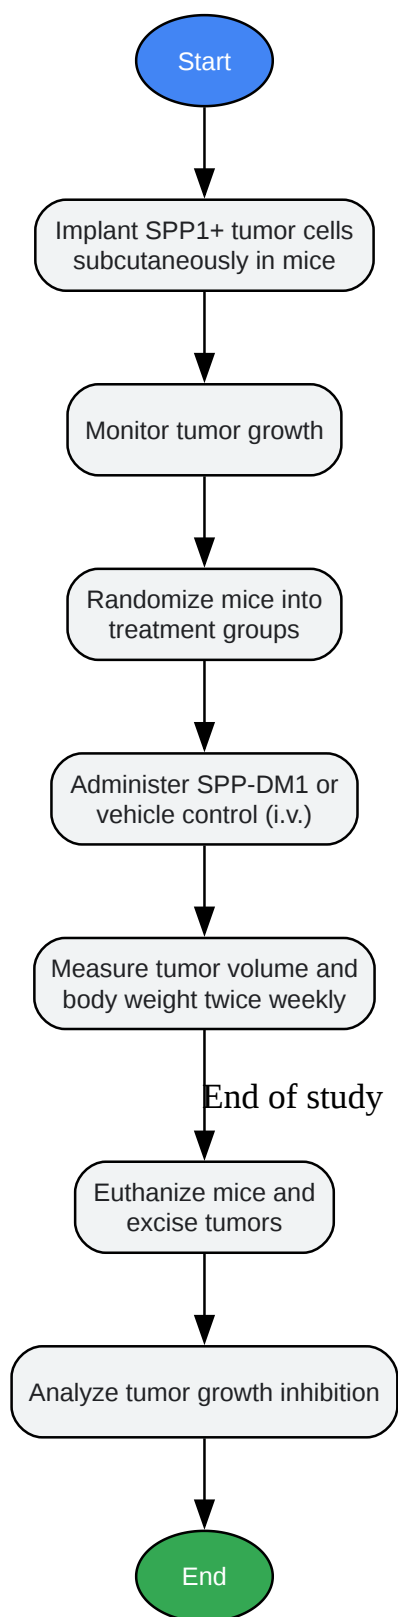 Start
Implant SPP1+ tumor cells
subcutaneously in mice
Monitor tumor growth
Randomize mice into
treatment groups
Administer SPP-DM1 or
vehicle control (i.v.)
Measure tumor volume and
body weight twice weekly
End of study
Euthanize mice and
excise tumors
Analyze tumor growth inhibition
End